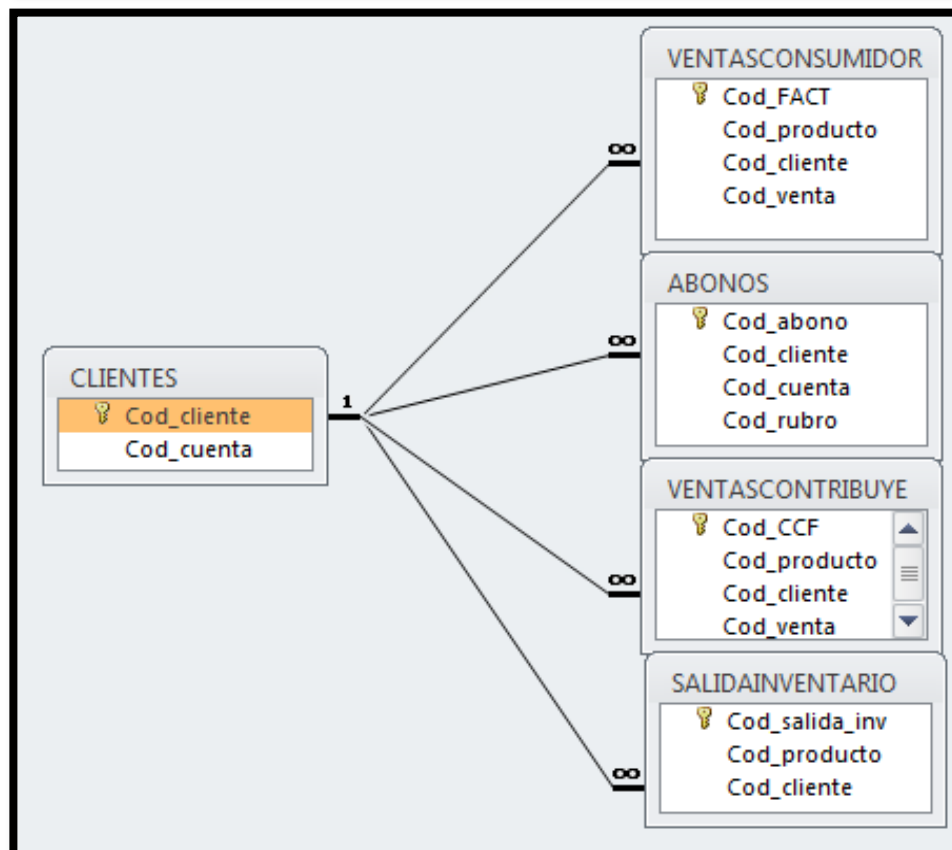 CLIENTES
Cod_cliente
Cod_cuenta
1
∞
VENTASCONSUMIDOR
Cod_FACT
Cod_producto
Cod_cliente
Cod_venta
∞
ABONOS
Cod_abono
Cod_cliente
Cod_cuenta
Cod_rubro
∞
VENTASCONTRIBUYE
Cod_CCF
Cod_producto
Cod_cliente
Cod_venta
∞
SALIDAINVENTARIO
Cod_salida_inv
Cod_producto
Cod_cliente